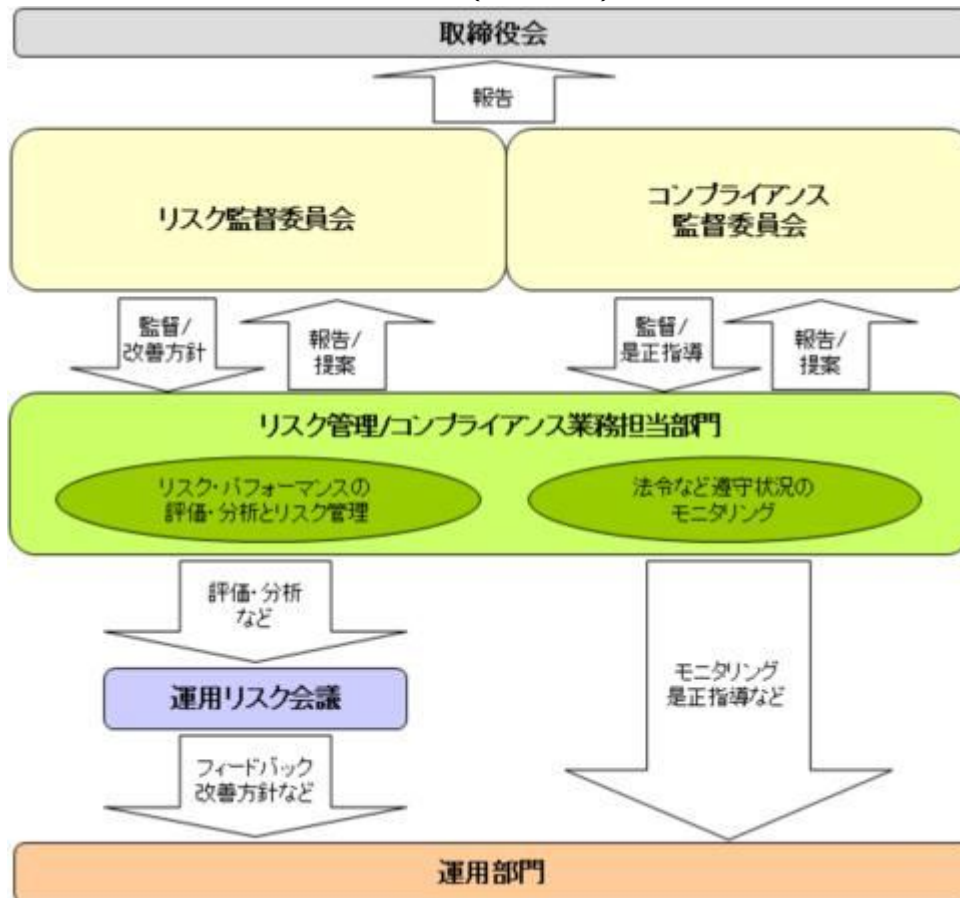 取締役会
報告
リスク監督委員会
コンプライアンス
監督委員会
監督/
改善方針
報告/
提案
監督/
是正指導
報告/
提案
リスク管理/コンプライアンス業務担当部門
リスク・パフォーマンスの
評価・分析とリスク管理
法令など遵守状況の
モニタリング
評価・分析
など
運用リスク会議
モニタリング
是正指導など
フィードバック
改善方針など
運用部門